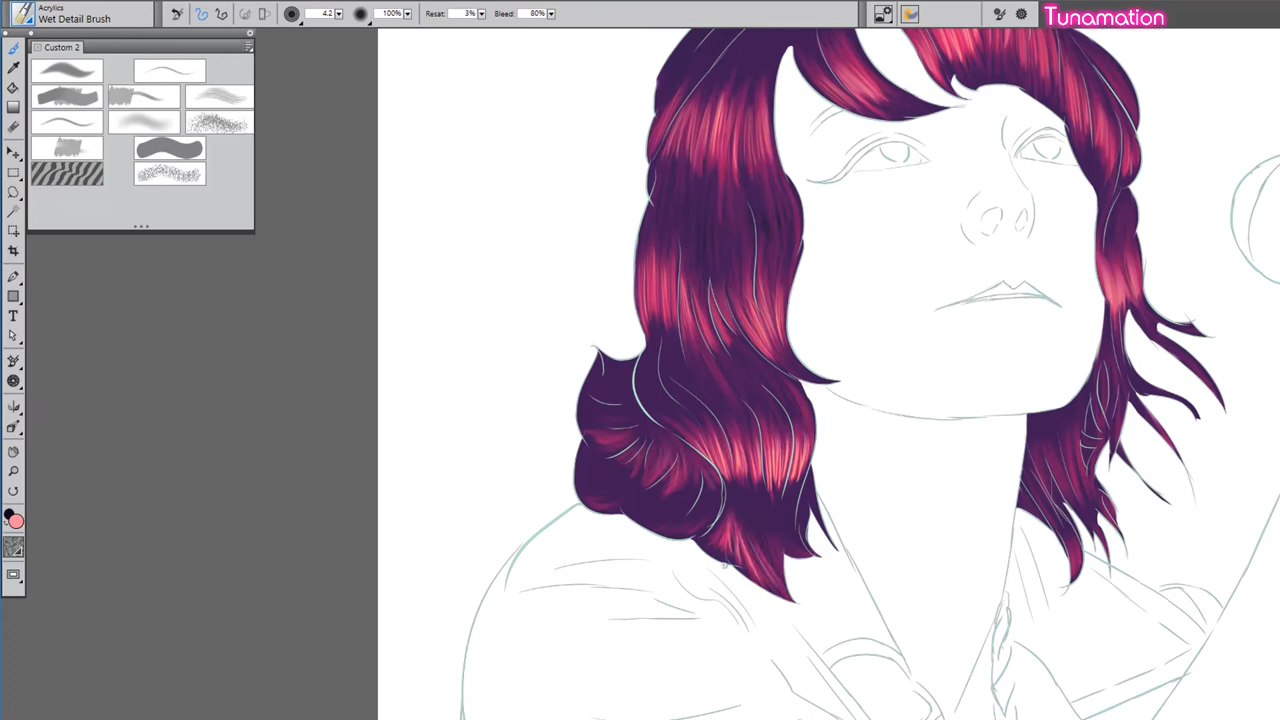 Acrylics
Wet Detail Brush
4.2
100%
Resat:
3%
Bleed:
80%
Tunamation
Custom 2